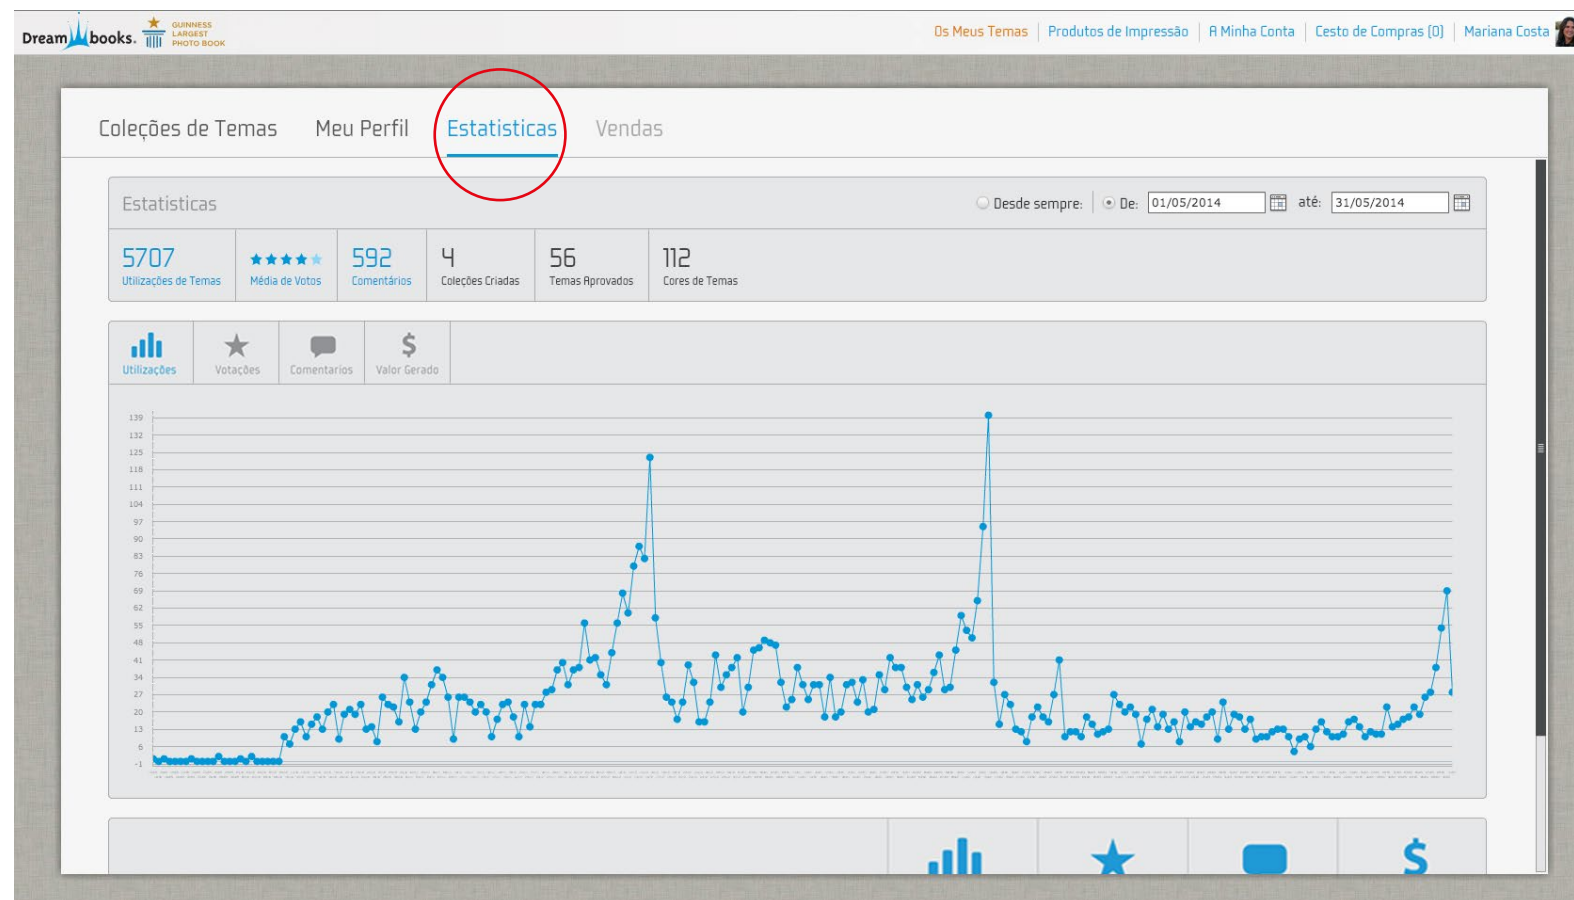 Dreambooks.
GUINNESS
LARGEST
PHOTO BOOK
Os Meus Temas
Produtos de Impressão
A Minha Conta
Cesto de Compras (0)
Mariana Costa
Coleções de Temas
Meu Perfil
Estatisticas
Vendas
Estatisticas
Desde sempre:
De: 01/05/2014
até: 31/05/2014
5707
Utilizações de Temas
Média de Votos
592
Comentários
4
Coleções Criadas
56
Temas Aprovados
112
Cores de Temas
Utilizações
Votações
Comentarios
$
Valor Gerado
139
132
125
118
111
104
97
90
83
76
69
62
55
48
41
34
27
20
13
6
-1
$